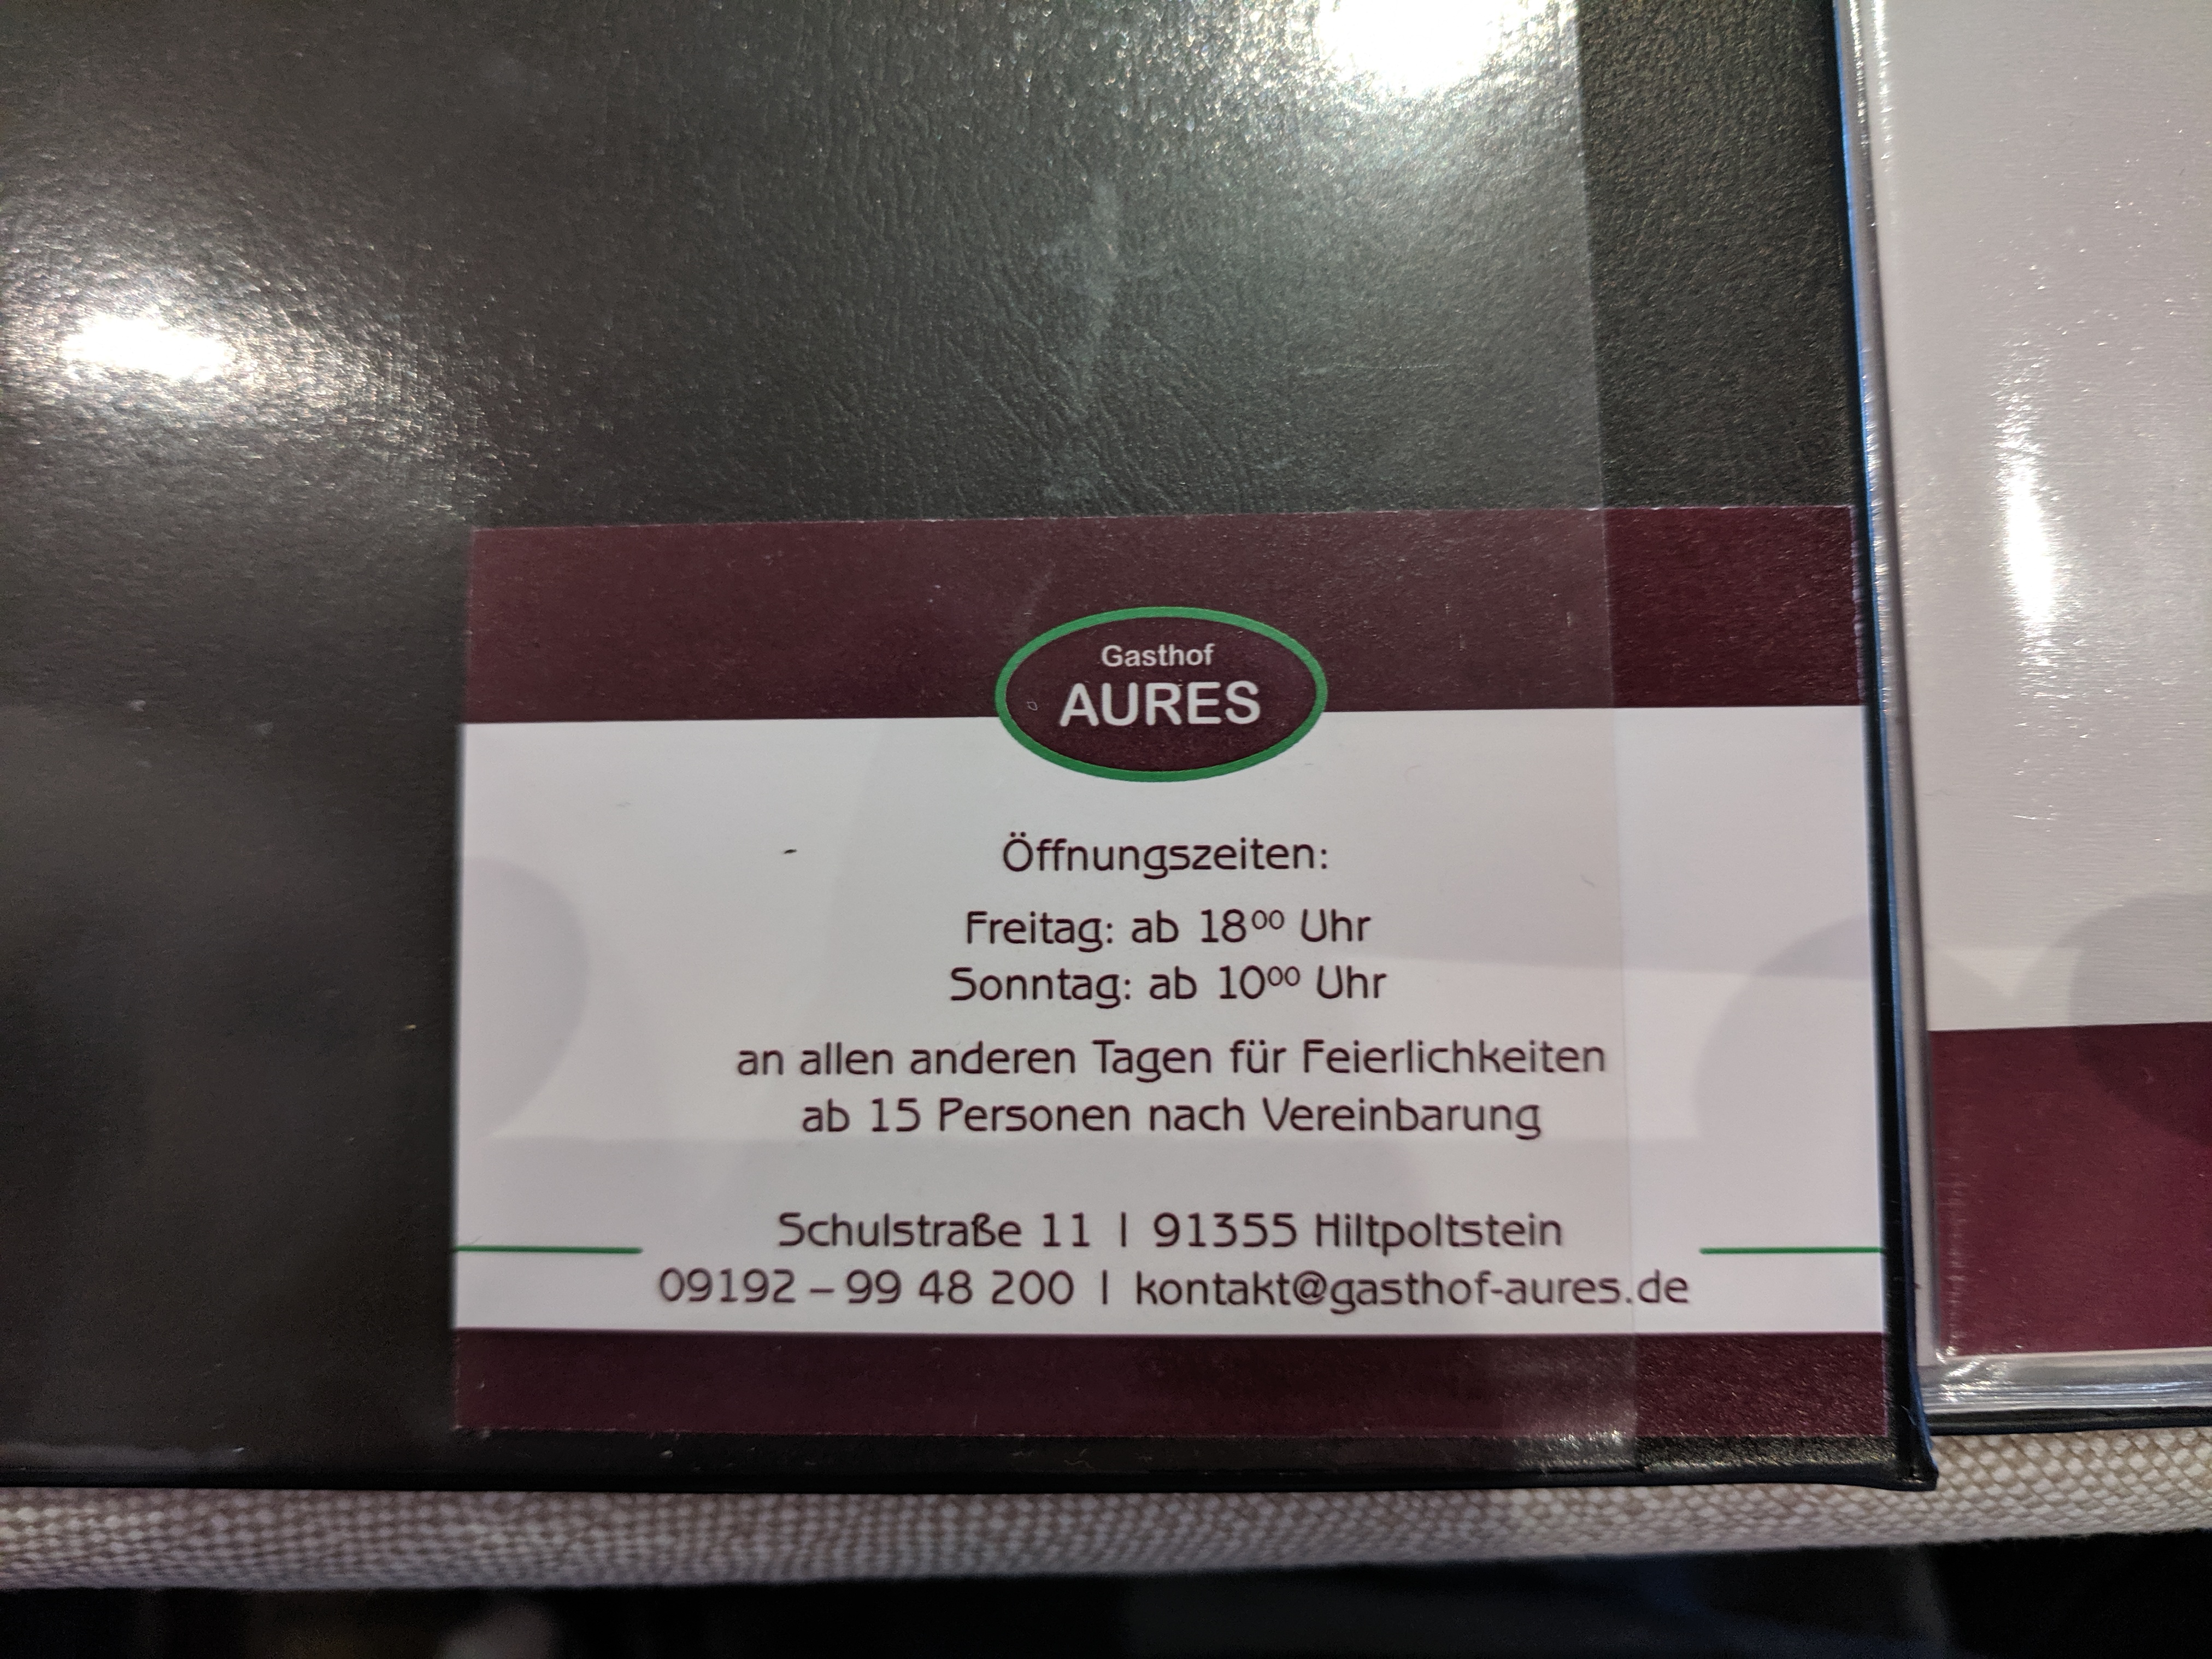 Gasthof
AURES
Öffnungszeiten:
Freitag: ab 18⁰⁰ Uhr
Sonntag: ab 10⁰⁰ Uhr
an allen anderen Tagen für Feierlichkeiten
ab 15 Personen nach Vereinbarung
Schulstraße 11 | 91355 Hiltpoltstein
09192 – 99 48 200 | kontakt@gasthof-aures.de